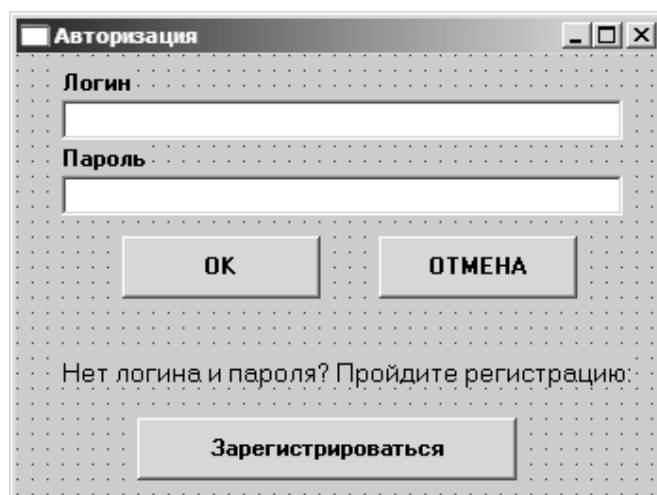 Авторизация
Логин
Пароль
OK
ОТМЕНА
Нет логина и пароля? Пройдите регистрацию:
Зарегистрироваться